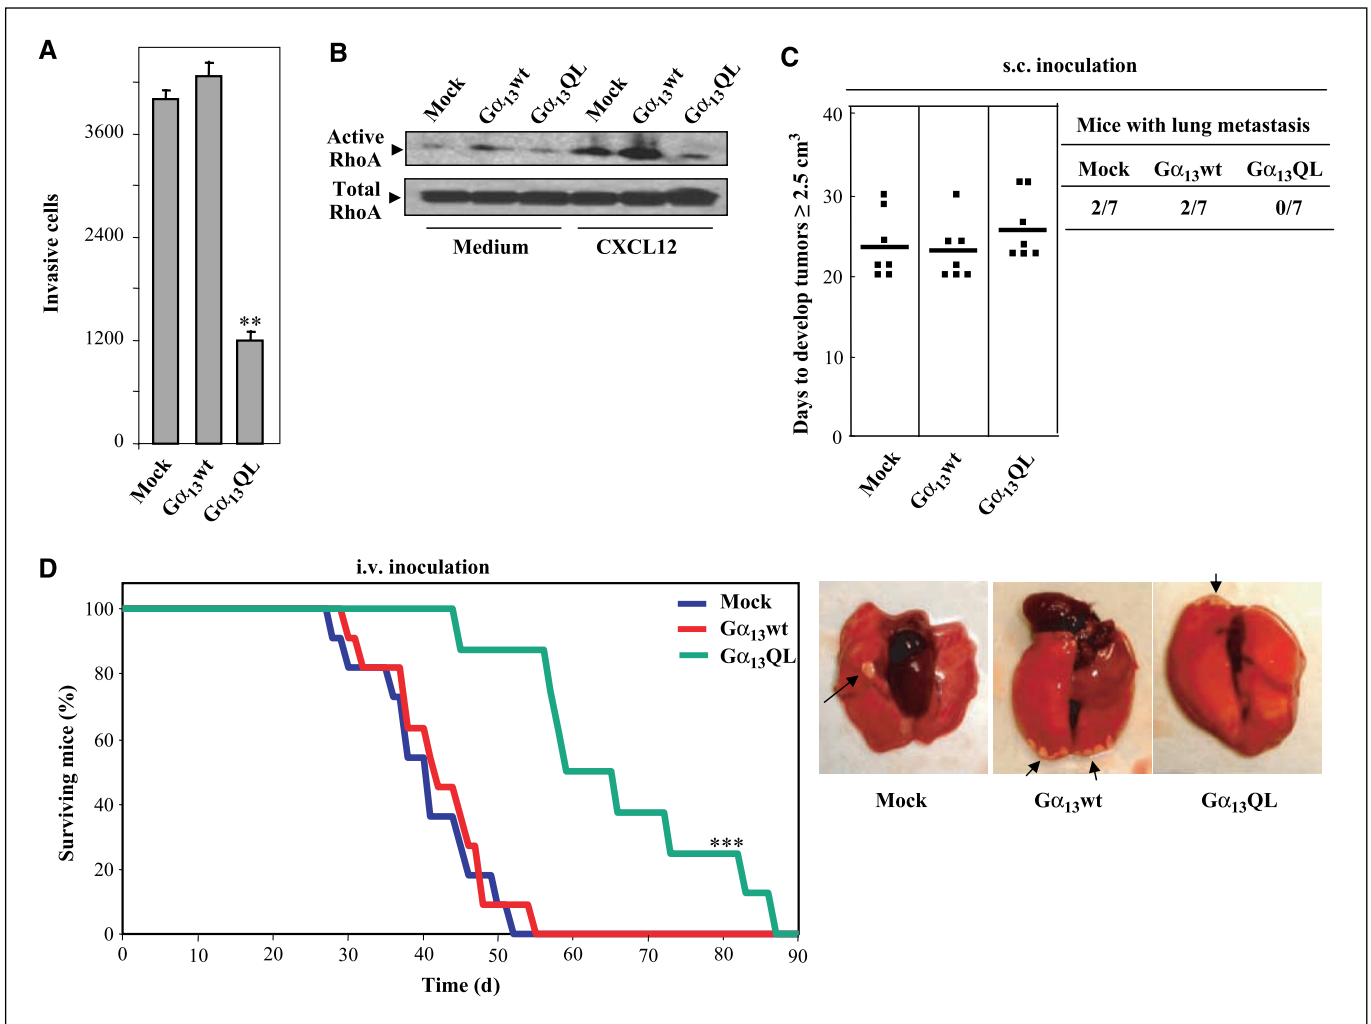 A
Invasive cells
3600
2400
1200
0
**
Mock
Gα13wt
Gα13QL
B
Mock
Gα13wt
Gα13QL
Mock
Gα13wt
Gα13QL
Active
RhoA
Total
RhoA
Medium
CXCL12
C
s.c. inoculation
Days to develop tumors ≥ 2.5 cm3
40
30
20
10
0
Mock
Gα13wt
Gα13QL
Mice with lung metastasis
Mock Gα13wt Gα13QL
2/7 2/7 0/7
D
i.v. inoculation
Surviving mice (%)
100
80
60
40
20
0
Mock
Gα13wt
Gα13QL
***
0 10 20 30 40 50 60 70 80 90
Time (d)
Mock
Gα13wt
Gα13QL